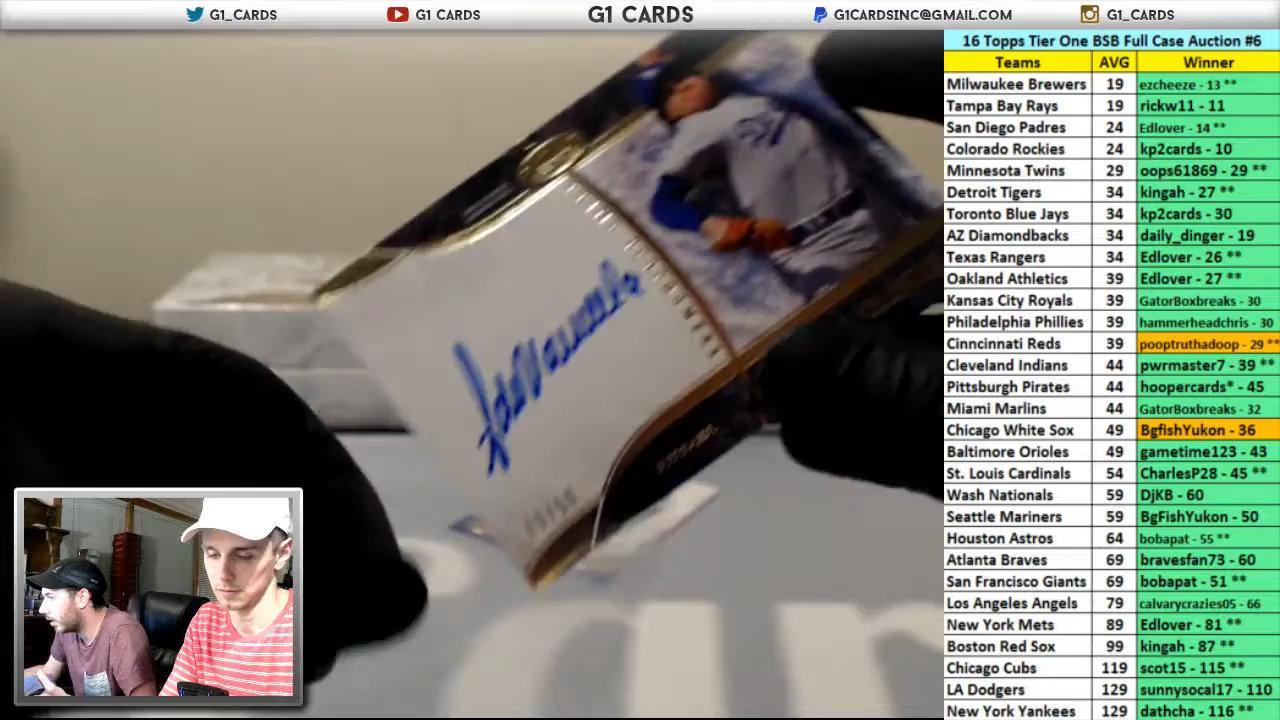 G1_CARDS
G1 CARDS
G1 CARDS
G1CARDSINC@GMAIL.COM
G1_CARDS
16 Topps Tier One BSB Full Case Auction #6
Teams AVG Winner
Milwaukee Brewers 19 ezcheeze - 13 **
Tampa Bay Rays 19 rickw11 - 11
San Diego Padres 24 Edlover - 14 **
Colorado Rockies 24 kp2cards - 10
Minnesota Twins 29 oops61869 - 29 **
Detroit Tigers 34 kingah - 27 **
Toronto Blue Jays 34 kp2cards - 30
AZ Diamondbacks 34 daily_dinger - 19
Texas Rangers 34 Edlover - 26 **
Oakland Athletics 39 Edlover - 27 **
Kansas City Royals 39 GatorBoxbreaks - 30
Philadelphia Phillies 39 hammerheadchris - 30
Cinncinnati Reds 39 pooptruthadoop - 29 **
Cleveland Indians 44 pwrmaster7 - 39 **
Pittsburgh Pirates 44 hoopercards* - 45
Miami Marlins 44 GatorBoxbreaks - 32
Chicago White Sox 49 BgfishYukon - 36
Baltimore Orioles 49 gametime123 - 43
St. Louis Cardinals 54 CharlesP28 - 45 **
Wash Nationals 59 DjKB - 60
Seattle Mariners 59 BgFishYukon - 50
Houston Astros 64 bobapat - 55 **
Atlanta Braves 69 bravesfan73 - 60
San Francisco Giants 69 bobapat - 51 **
Los Angeles Angels 79 calvarycrazies05 - 66
New York Mets 89 Edlover - 81 **
Boston Red Sox 99 kingah - 87 **
Chicago Cubs 119 scot15 - 115 **
LA Dodgers 129 sunnysocal17 - 110
New York Yankees 129 dathcha - 116 **